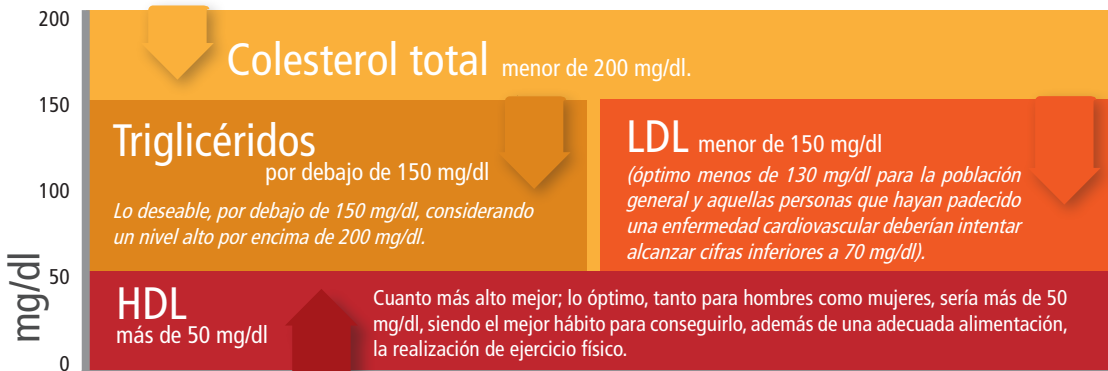 200
Colesterol total menor de 200 mg/dl.
150
Triglicéridos
por debajo de 150 mg/dl
Lo deseable, por debajo de 150 mg/dl, considerando
un nivel alto por encima de 200 mg/dl.
LDL menor de 150 mg/dl
(óptimo menos de 130 mg/dl para la población
general y aquellas personas que hayan padecido
una enfermedad cardiovascular deberían intentar
alcanzar cifras inferiores a 70 mg/dl).
100
50
mg/dl
HDL
más de 50 mg/dl
Cuanto más alto mejor; lo óptimo, tanto para hombres como mujeres, sería más de 50
mg/dl, siendo el mejor hábito para conseguirlo, además de una adecuada alimentación,
la realización de ejercicio físico.
0